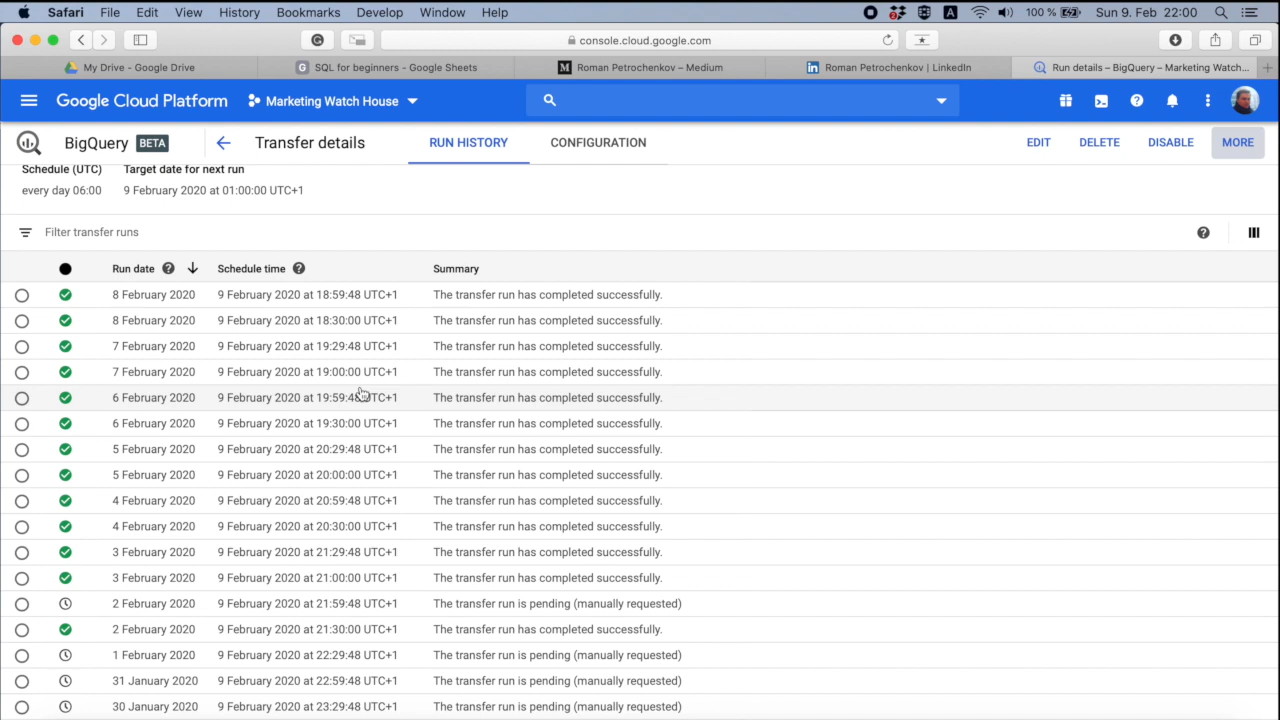 Safari File Edit View History Bookmarks Develop Window Help 2 A 100 % Sun 9. Feb 22:00
console.cloud.google.com
My Drive - Google Drive G SQL for beginners - Google Sheets Roman Petrochenkov – Medium Roman Petrochenkov | LinkedIn Run details – BigQuery – Marketing Watch...
Google Cloud Platform Marketing Watch House
BigQuery BETA Transfer details RUN HISTORY CONFIGURATION EDIT DELETE DISABLE MORE
Schedule (UTC) Target date for next run
every day 06:00 9 February 2020 at 01:00:00 UTC+1
Filter transfer runs
Run date Schedule time Summary
8 February 2020 9 February 2020 at 18:59:48 UTC+1 The transfer run has completed successfully.
8 February 2020 9 February 2020 at 18:30:00 UTC+1 The transfer run has completed successfully.
7 February 2020 9 February 2020 at 19:29:48 UTC+1 The transfer run has completed successfully.
7 February 2020 9 February 2020 at 19:00:00 UTC+1 The transfer run has completed successfully.
6 February 2020 9 February 2020 at 19:59:48 UTC+1 The transfer run has completed successfully.
6 February 2020 9 February 2020 at 19:30:00 UTC+1 The transfer run has completed successfully.
5 February 2020 9 February 2020 at 20:29:48 UTC+1 The transfer run has completed successfully.
5 February 2020 9 February 2020 at 20:00:00 UTC+1 The transfer run has completed successfully.
4 February 2020 9 February 2020 at 20:59:48 UTC+1 The transfer run has completed successfully.
4 February 2020 9 February 2020 at 20:30:00 UTC+1 The transfer run has completed successfully.
3 February 2020 9 February 2020 at 21:29:48 UTC+1 The transfer run has completed successfully.
3 February 2020 9 February 2020 at 21:00:00 UTC+1 The transfer run has completed successfully.
2 February 2020 9 February 2020 at 21:59:48 UTC+1 The transfer run is pending (manually requested)
2 February 2020 9 February 2020 at 21:30:00 UTC+1 The transfer run has completed successfully.
1 February 2020 9 February 2020 at 22:29:48 UTC+1 The transfer run is pending (manually requested)
31 January 2020 9 February 2020 at 22:59:48 UTC+1 The transfer run is pending (manually requested)
30 January 2020 9 February 2020 at 23:29:48 UTC+1 The transfer run is pending (manually requested)